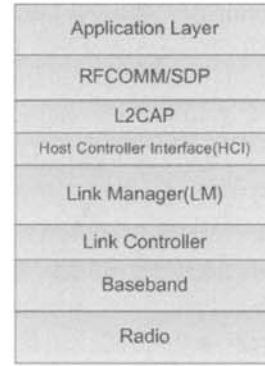 Application Layer
RFCOMM/SDP
L2CAP
Host Controller Interface(HCI)
Link Manager(LM)
Link Controller
Baseband
Radio